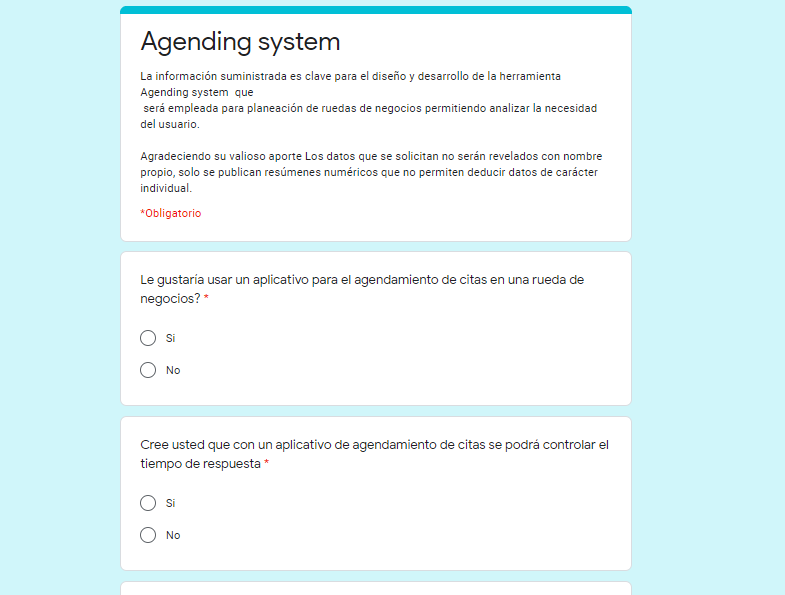 Agending system
La información suministrada es clave para el diseño y desarrollo de la herramienta
Agending system  que
será empleada para planeación de ruedas de negocios permitiendo analizar la necesidad
del usuario.
Agradeciendo su valioso aporte Los datos que se solicitan no serán revelados con nombre
propio, solo se publican resúmenes numéricos que no permiten deducir datos de carácter
individual.
*Obligatorio
Le gustaría usar un aplicativo para el agendamiento de citas en una rueda de
negocios? *
Si
No
Cree usted que con un aplicativo de agendamiento de citas se podrá controlar el
tiempo de respuesta *
Si
No